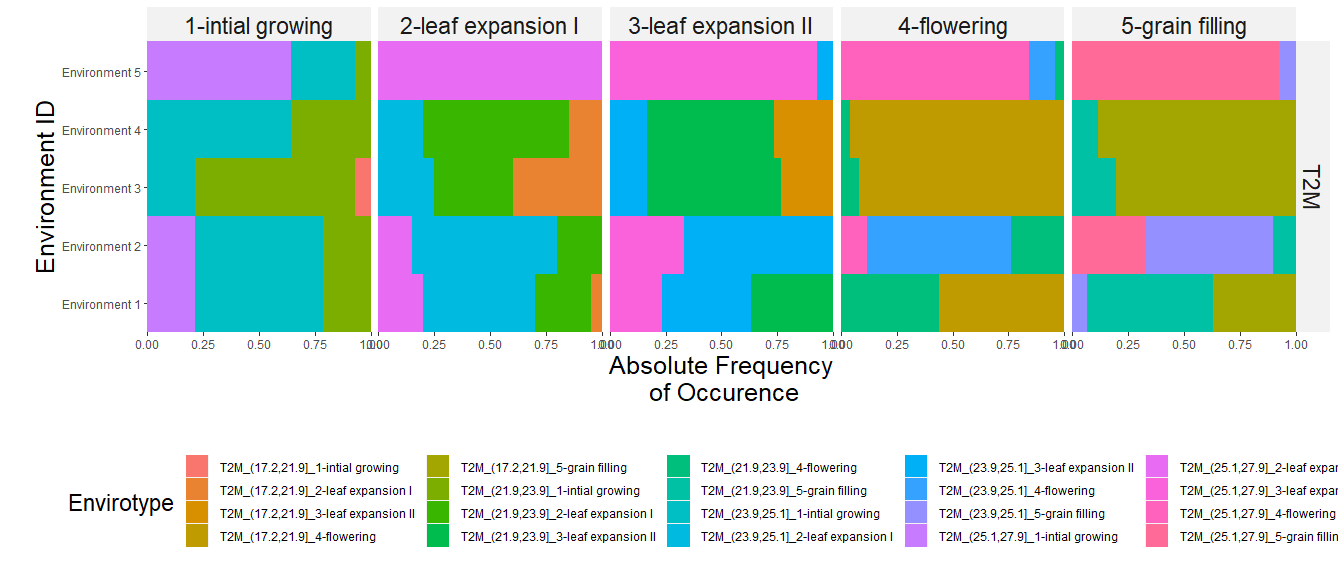 1-intial growing 2-leaf expansion I 3-leaf expansion II 4-flowering 5-grain filling
Environment ID
Environment 5
Environment 4
Environment 3
Environment 2
Environment 1
T2M
0.00 0.25 0.50 0.75 1.00 0.00 0.25 0.50 0.75 1.00 0.00 0.25 0.50 0.75 1.00 0.00 0.25 0.50 0.75 1.00 0.00 0.25 0.50 0.75 1.00
Absolute Frequency
of Occurence
Envirotype
T2M_(17.2,21.9]_1-intial growing T2M_(17.2,21.9]_5-grain filling T2M_(21.9,23.9]_4-flowering T2M_(23.9,25.1]_3-leaf expansion II T2M_(25.1,27.9]_2-leaf expan
T2M_(17.2,21.9]_2-leaf expansion I T2M_(21.9,23.9]_1-intial growing T2M_(21.9,23.9]_5-grain filling T2M_(23.9,25.1]_4-flowering T2M_(25.1,27.9]_3-leaf expan
T2M_(17.2,21.9]_3-leaf expansion II T2M_(21.9,23.9]_2-leaf expansion I T2M_(23.9,25.1]_1-intial growing T2M_(23.9,25.1]_5-grain filling T2M_(25.1,27.9]_4-flowering
T2M_(17.2,21.9]_4-flowering T2M_(21.9,23.9]_3-leaf expansion II T2M_(23.9,25.1]_2-leaf expansion I T2M_(25.1,27.9]_1-intial growing T2M_(25.1,27.9]_5-grain fillin